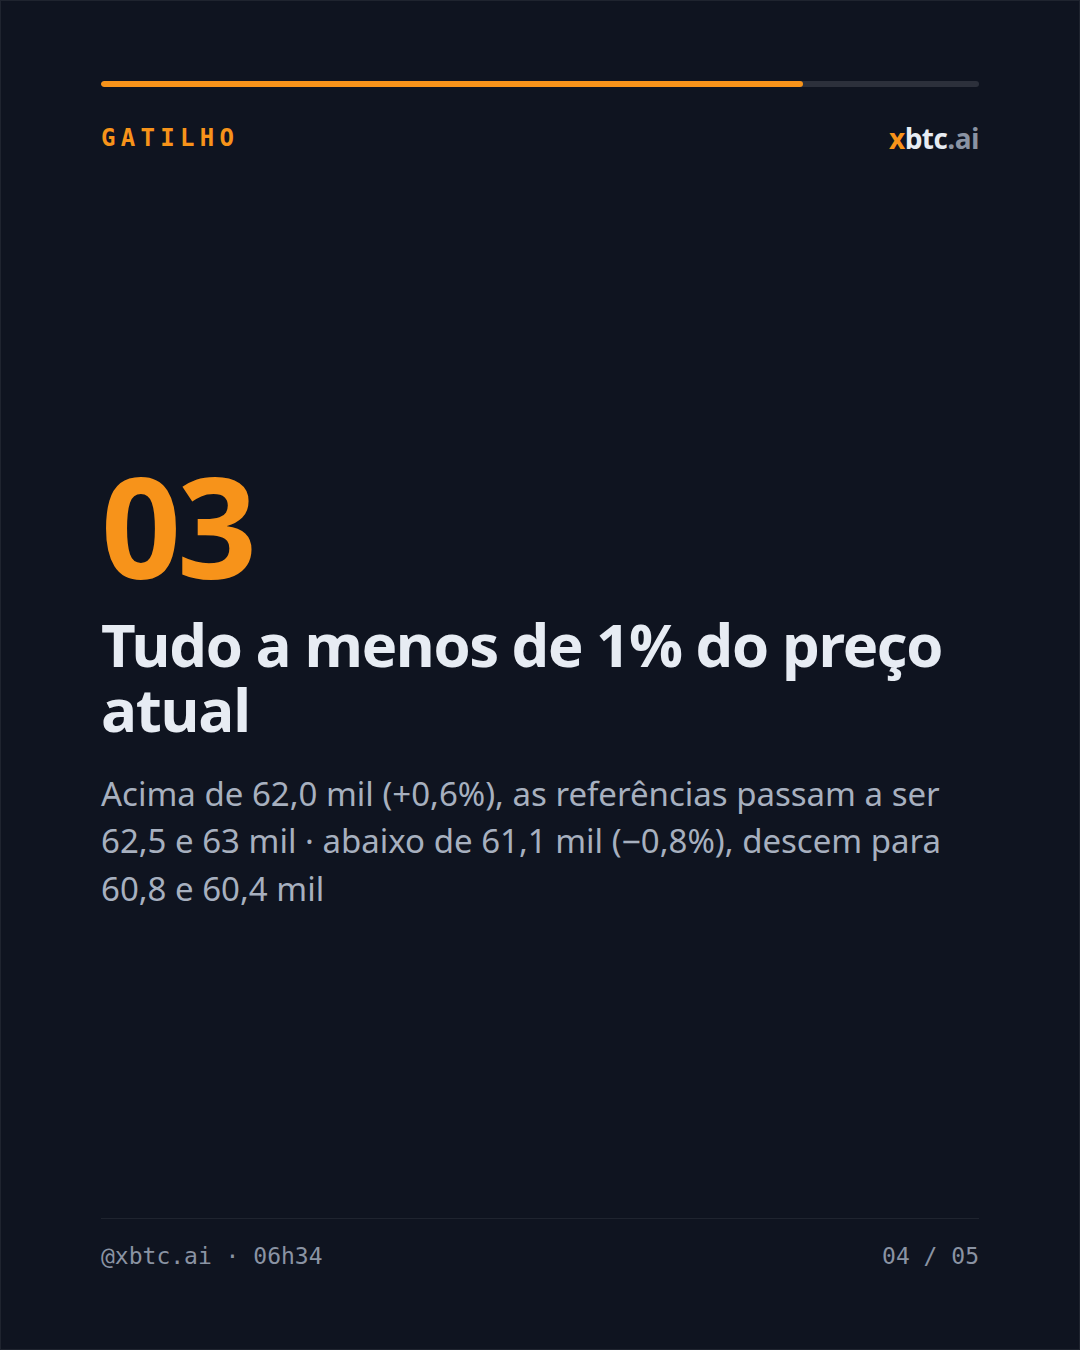 GATILHO
xbtc.ai
03
Tudo a menos de 1% do preço
atual
Acima de 62,0 mil (+0,6%), as referências passam a ser
62,5 e 63 mil · abaixo de 61,1 mil (−0,8%), descem para
60,8 e 60,4 mil
@xbtc.ai · 06h34
04 / 05